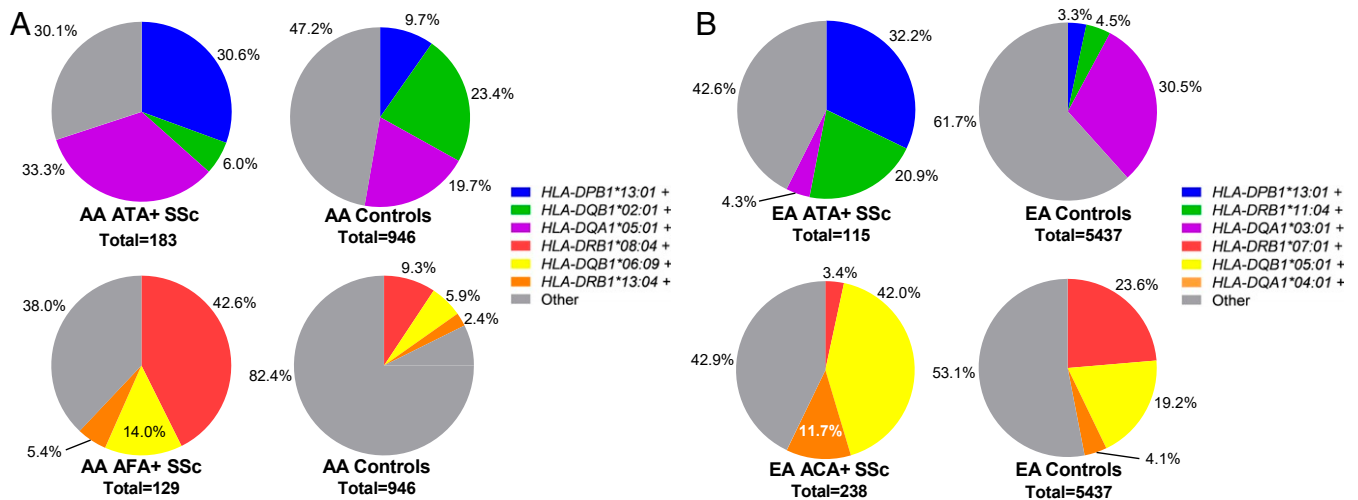 A
30.1%
30.6%
6.0%
33.3%
AA ATA+ SSc
Total=183
47.2%
9.7%
23.4%
19.7%
AA Controls
Total=946
38.0%
42.6%
14.0%
5.4%
AA AFA+ SSc
Total=129
9.3%
5.9%
2.4%
82.4%
AA Controls
Total=946
HLA-DPB1*13:01 +
HLA-DQB1*02:01 +
HLA-DQA1*05:01 +
HLA-DRB1*08:04 +
HLA-DQB1*06:09 +
HLA-DRB1*13:04 +
Other
B
42.6%
32.2%
20.9%
4.3%
EA ATA+ SSc
Total=115
3.3%
4.5%
30.5%
61.7%
EA Controls
Total=5437
3.4%
42.0%
42.9%
11.7%
EA ACA+ SSc
Total=238
23.6%
53.1%
19.2%
4.1%
EA Controls
Total=5437
HLA-DPB1*13:01 +
HLA-DRB1*11:04 +
HLA-DQA1*03:01 +
HLA-DRB1*07:01 +
HLA-DQB1*05:01 +
HLA-DQA1*04:01 +
Other